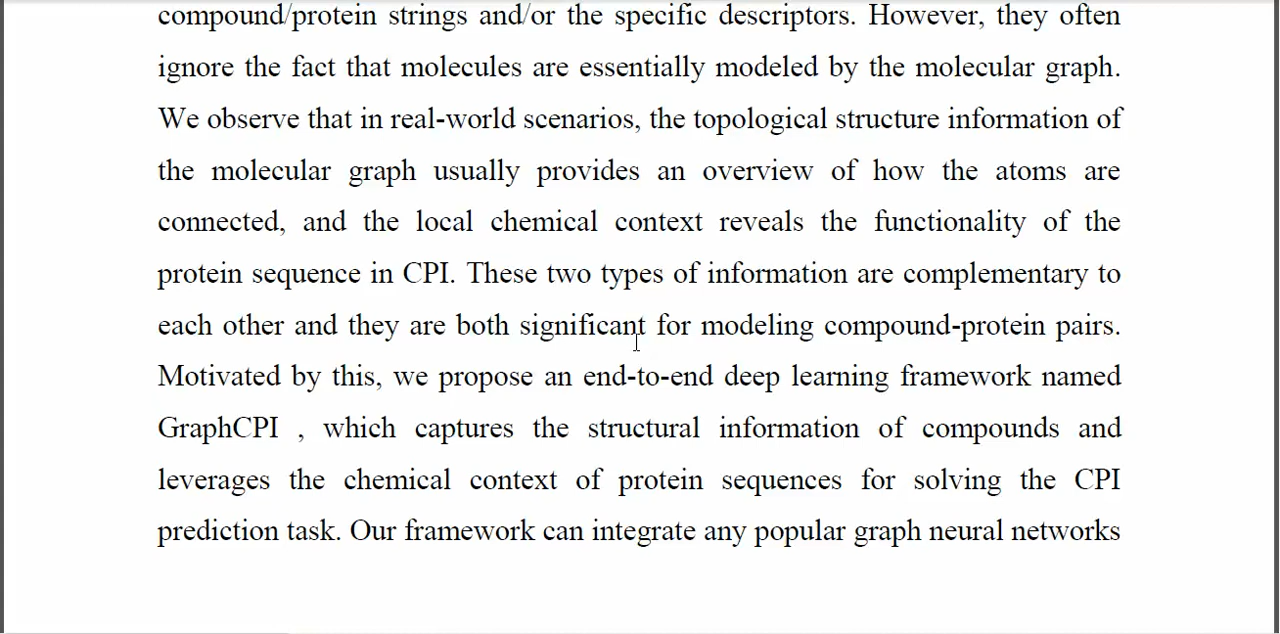 compound/protein strings and/or the specific descriptors. However, they often
ignore the fact that molecules are essentially modeled by the molecular graph.
We observe that in real-world scenarios, the topological structure information of
the molecular graph usually provides an overview of how the atoms are
connected, and the local chemical context reveals the functionality of the
protein sequence in CPI. These two types of information are complementary to
each other and they are both significant for modeling compound-protein pairs.
Motivated by this, we propose an end-to-end deep learning framework named
GraphCPI , which captures the structural information of compounds and
leverages the chemical context of protein sequences for solving the CPI
prediction task. Our framework can integrate any popular graph neural networks